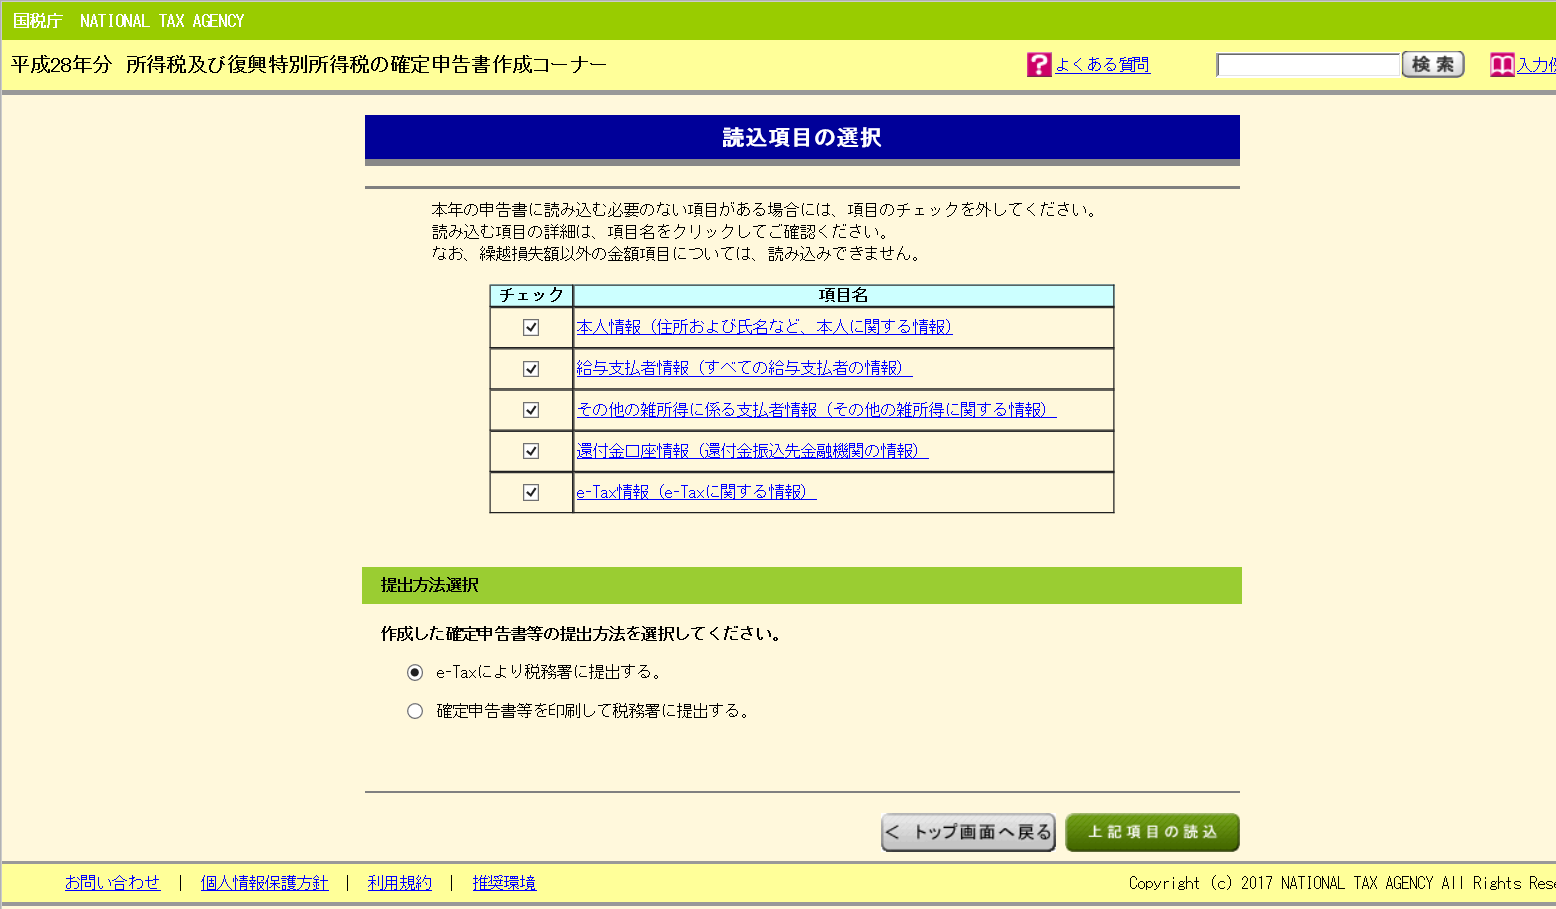 国税庁 NATIONAL TAX AGENCY
平成28年分 所得税及び復興特別所得税の確定申告書作成コーナー
? よくある質問 検索 入力
読込項目の選択
本年の申告書に読み込む必要のない項目がある場合には、項目のチェックを外してください。
読み込む項目の詳細は、項目名をクリックしてご確認ください。
なお、繰越損失額以外の金額項目については、読み込みできません。
チェック 項目名
本人情報（住所および氏名など、本人に関する情報）
給与支払者情報（すべての給与支払者の情報）
その他の雑所得に係る支払者情報（その他の雑所得に関する情報）
還付金口座情報（還付金振込先金融機関の情報）
e-Tax情報（e-Taxに関する情報）
提出方法選択
作成した確定申告書等の提出方法を選択してください。
e-Taxにより税務署に提出する。
確定申告書等を印刷して税務署に提出する。
< トップ画面へ戻る 上記項目の読込
お問い合わせ | 個人情報保護方針 | 利用規約 | 推奨環境 Copyright (c) 2017 NATIONAL TAX AGENCY All Rights Rese